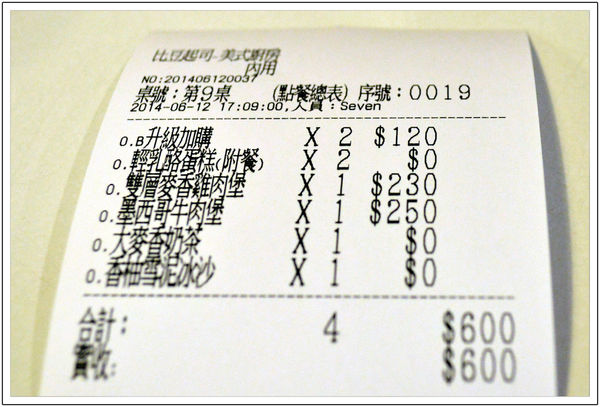 比豆起司-美式廚房
內用
NO:201406120037
桌號：第9桌 (點餐總表) 序號：0019
2014-06-12 17:09:00,人員：Seven
0.B升級加購 X 2 $120
0.輕乳酪蛋糕(附餐) X 2 $0
0.雙層麥香雞肉堡 X 1 $230
0.墨西哥牛肉堡 X 1 $250
0.大麥香奶茶 X 1 $0
0.香柚雪泥冰沙 X 1 $0
合計： 4 $600
實收： $600